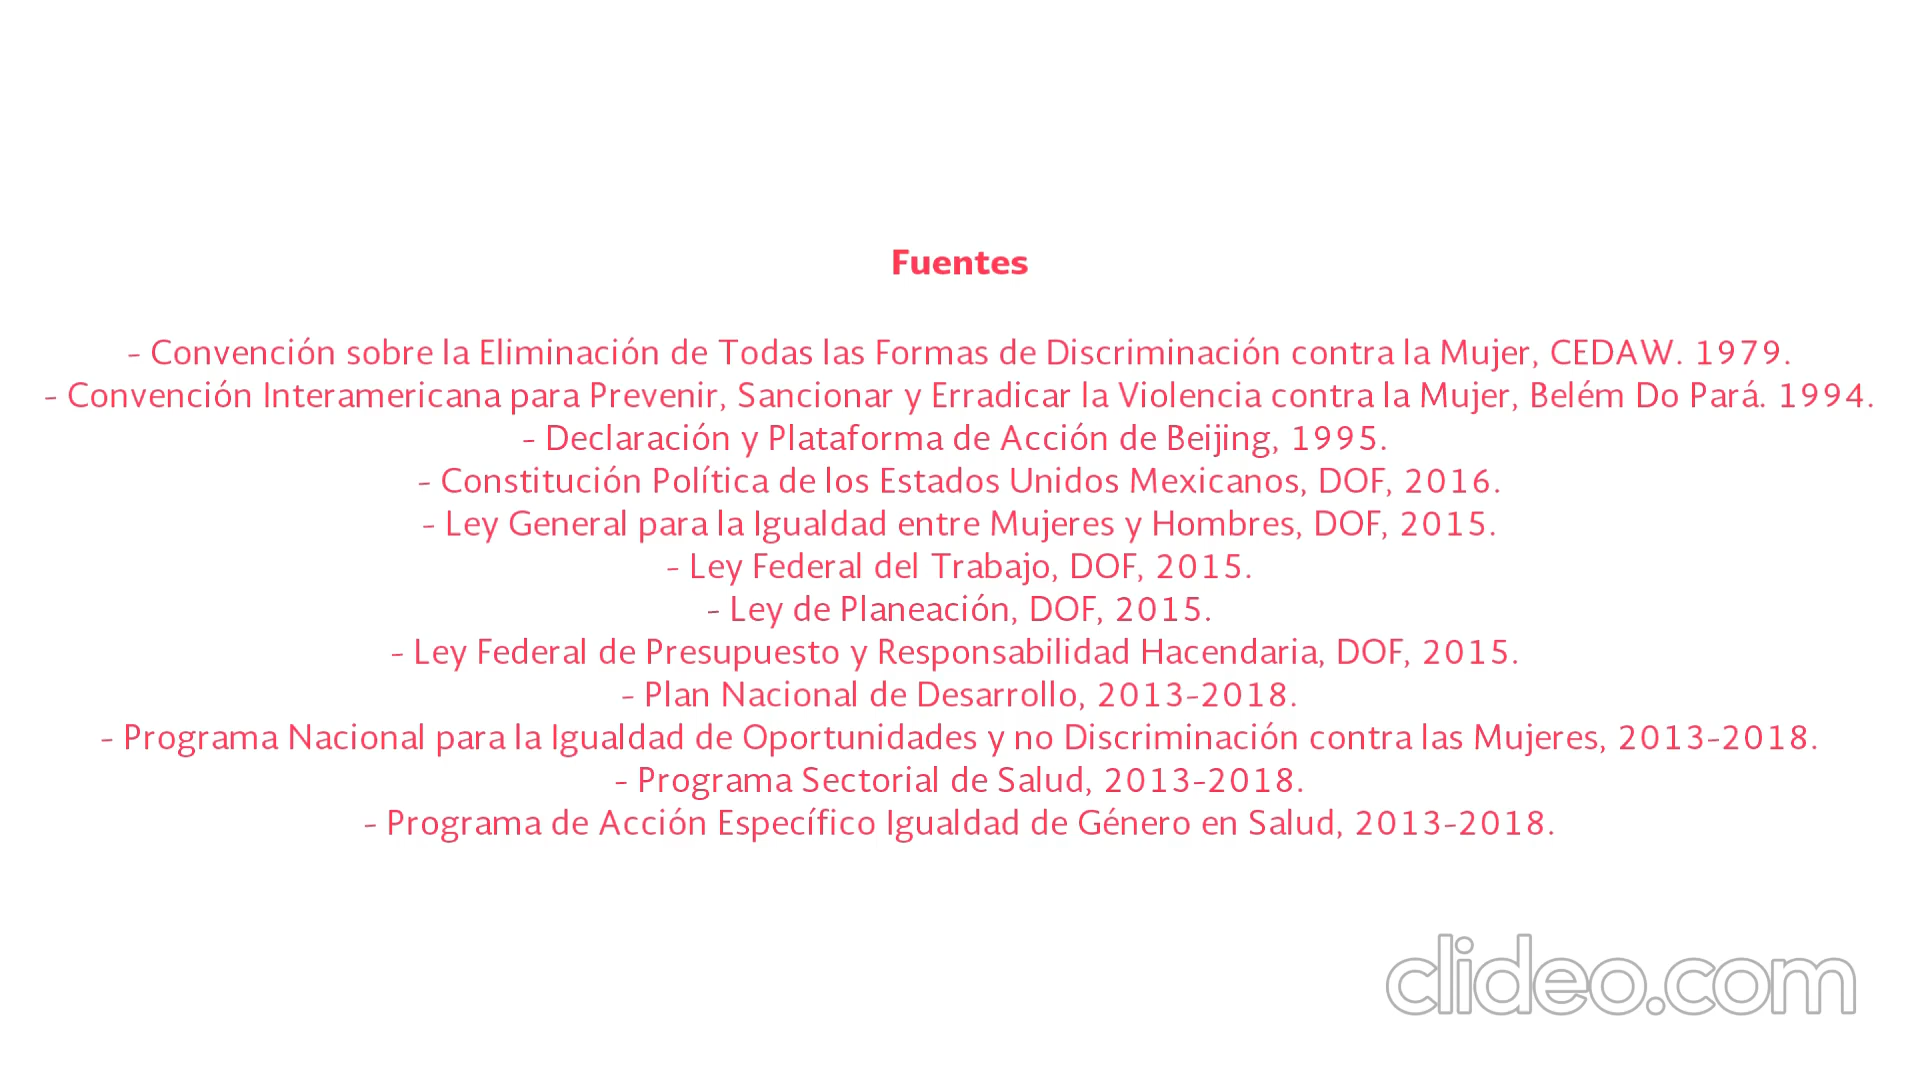 Fuentes
- Convención sobre la Eliminación de Todas las Formas de Discriminación contra la Mujer, CEDAW. 1979.
- Convención Interamericana para Prevenir, Sancionar y Erradicar la Violencia contra la Mujer, Belém Do Pará. 1994.
- Declaración y Plataforma de Acción de Beijing, 1995.
- Constitución Política de los Estados Unidos Mexicanos, DOF, 2016.
- Ley General para la Igualdad entre Mujeres y Hombres, DOF, 2015.
- Ley Federal del Trabajo, DOF, 2015.
- Ley de Planeación, DOF, 2015.
- Ley Federal de Presupuesto y Responsabilidad Hacendaria, DOF, 2015.
- Plan Nacional de Desarrollo, 2013-2018.
- Programa Nacional para la Igualdad de Oportunidades y no Discriminación contra las Mujeres, 2013-2018.
- Programa Sectorial de Salud, 2013-2018.
- Programa de Acción Específico Igualdad de Género en Salud, 2013-2018.
clideo.com